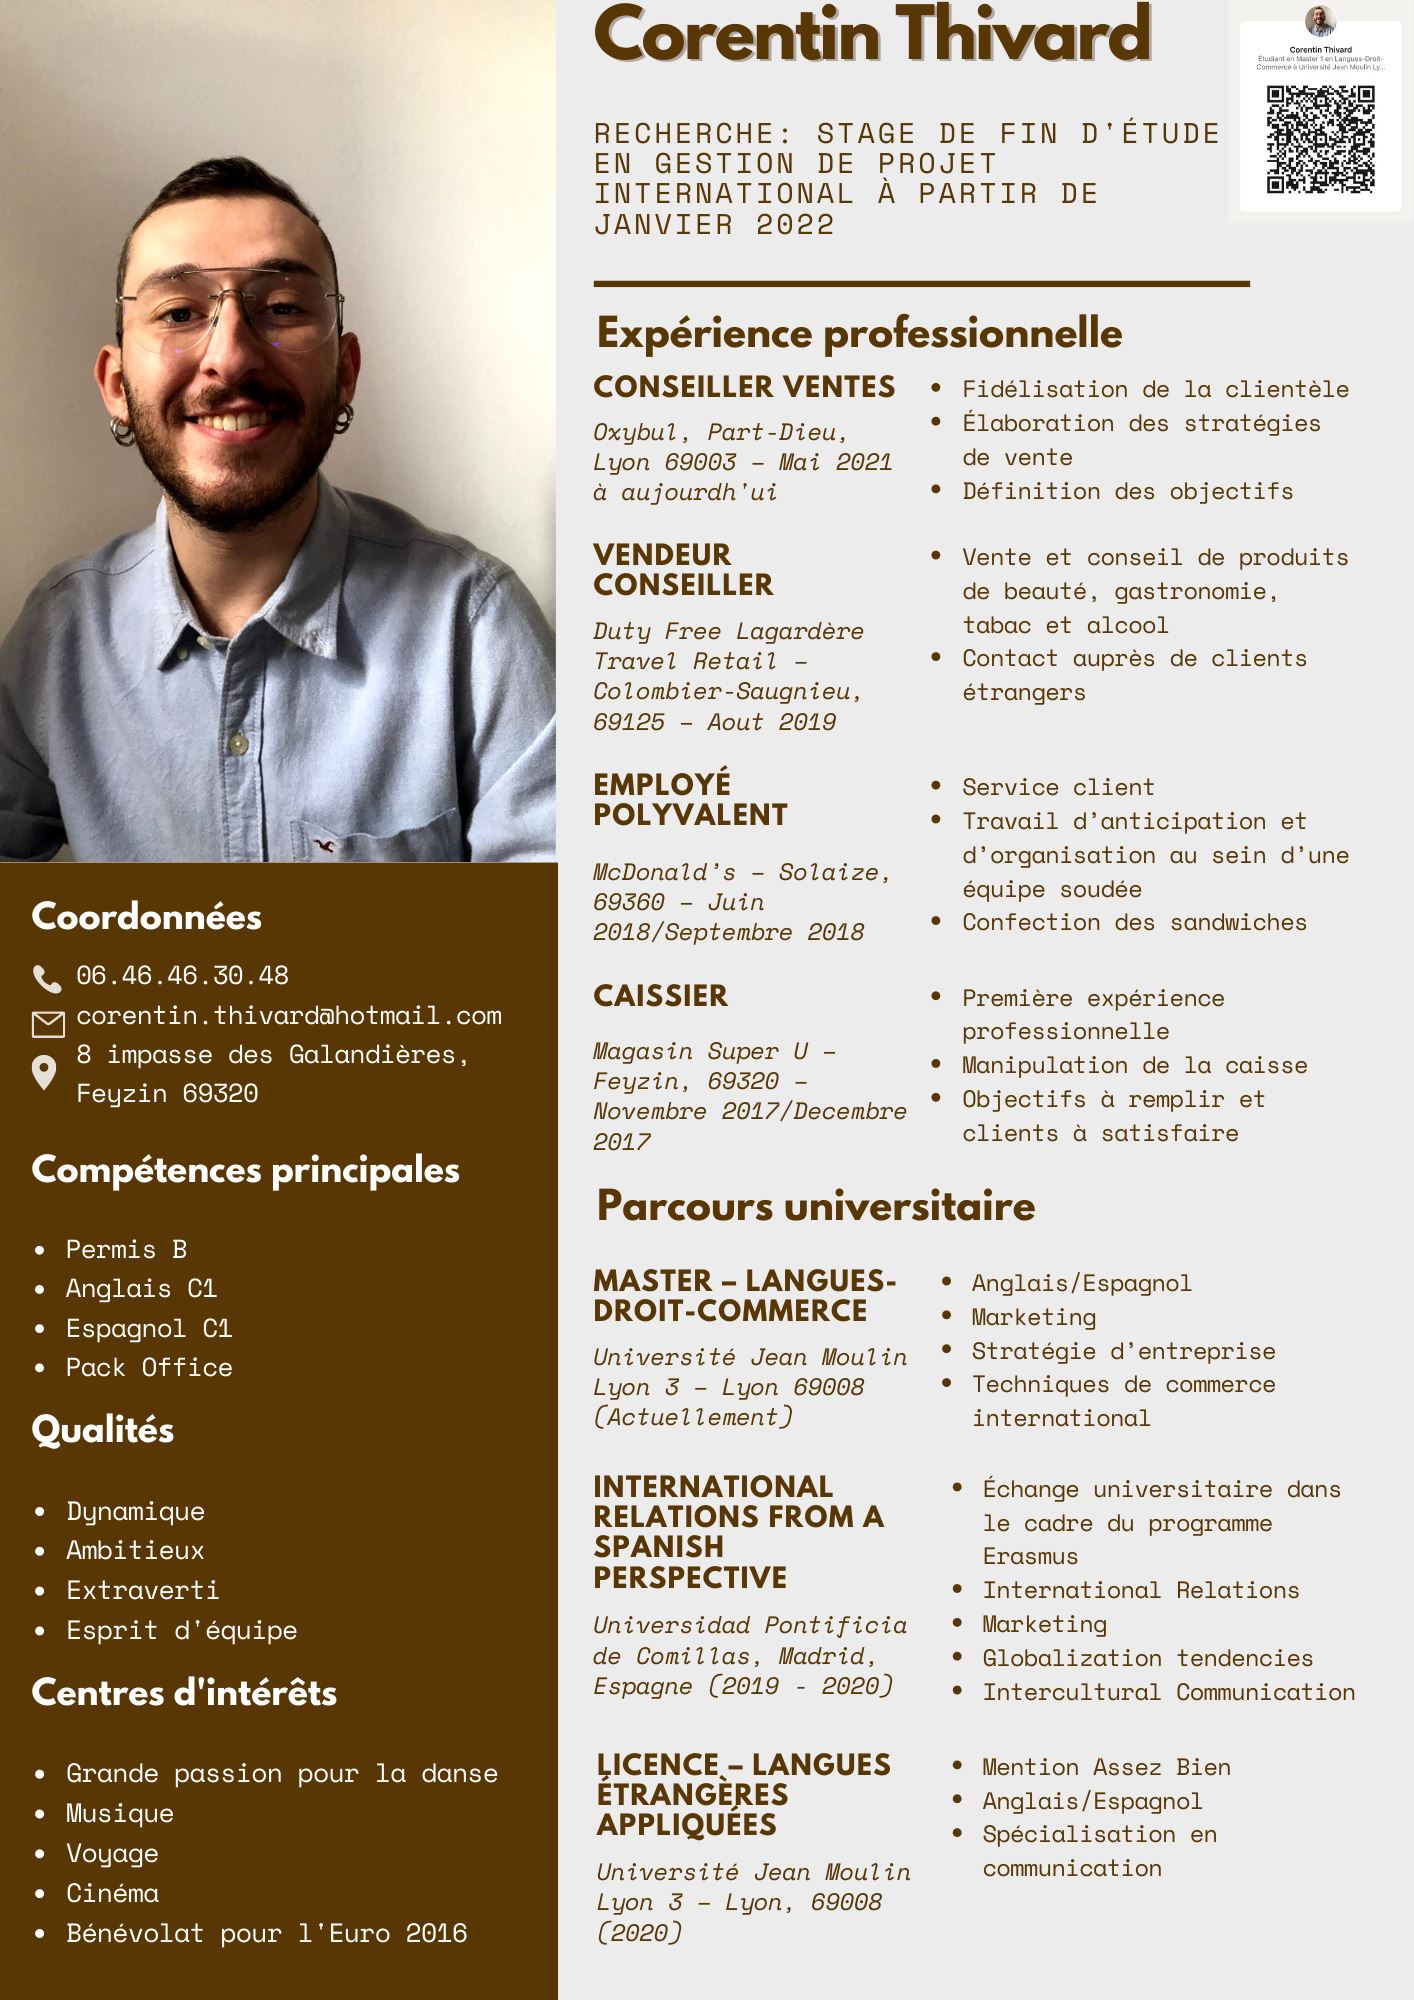 Corentin Thivard
Corentin Thivard
Étudiant en Master 1 en Langues-Droit-
Commerce à Université Jean Moulin Ly...
RECHERCHE: STAGE DE FIN D'ÉTUDE
EN GESTION DE PROJET
INTERNATIONAL À PARTIR DE
JANVIER 2022
Expérience professionnelle
CONSEILLER VENTES
Oxybul, Part-Dieu,
Lyon 69003 – Mai 2021
à aujourd'ui
• Fidélisation de la clientèle
• Élaboration des stratégies
de vente
• Définition des objectifs
VENDEUR
CONSEILLER
Duty Free Lagardère
Travel Retail –
Colombier-Saugnieu,
69125 – Aout 2019
• Vente et conseil de produits
de beauté, gastronomie,
tabac et alcool
• Contact auprès de clients
étrangers
EMPLOYÉ
POLYVALENT
McDonald’s – Solaize,
69360 – Juin
2018/Septembre 2018
• Service client
• Travail d’anticipation et
d’organisation au sein d’une
équipe soudée
• Confection des sandwiches
CAISSIER
Magasin Super U –
Feyzin, 69320 –
Novembre 2017/Decembre
2017
• Première expérience
professionnelle
• Manipulation de la caisse
• Objectifs à remplir et
clients à satisfaire
Parcours universitaire
MASTER – LANGUES-
DROIT-COMMERCE
Université Jean Moulin
Lyon 3 – Lyon 69008
(Actuellement)
• Anglais/Espagnol
• Marketing
• Stratégie d’entreprise
• Techniques de commerce
international
INTERNATIONAL
RELATIONS FROM A
SPANISH
PERSPECTIVE
Universidad Pontificia
de Comillas, Madrid,
Espagne (2019 - 2020)
• Échange universitaire dans
le cadre du programme
Erasmus
• International Relations
• Marketing
• Globalization tendencies
• Intercultural Communication
LICENCE – LANGUES
ÉTRANGÈRES
APPLIQUÉES
Université Jean Moulin
Lyon 3 – Lyon, 69008
(2020)
• Mention Assez Bien
• Anglais/Espagnol
• Spécialisation en
communication
Coordonnées
06.46.46.30.48
corentin.thivard@hotmail.com
8 impasse des Galandières,
Feyzin 69320
Compétences principales
• Permis B
• Anglais C1
• Espagnol C1
• Pack Office
Qualités
• Dynamique
• Ambitieux
• Extraverti
• Esprit d'équipe
Centres d'intérêts
• Grande passion pour la danse
• Musique
• Voyage
• Cinéma
• Bénévolat pour l'Euro 2016